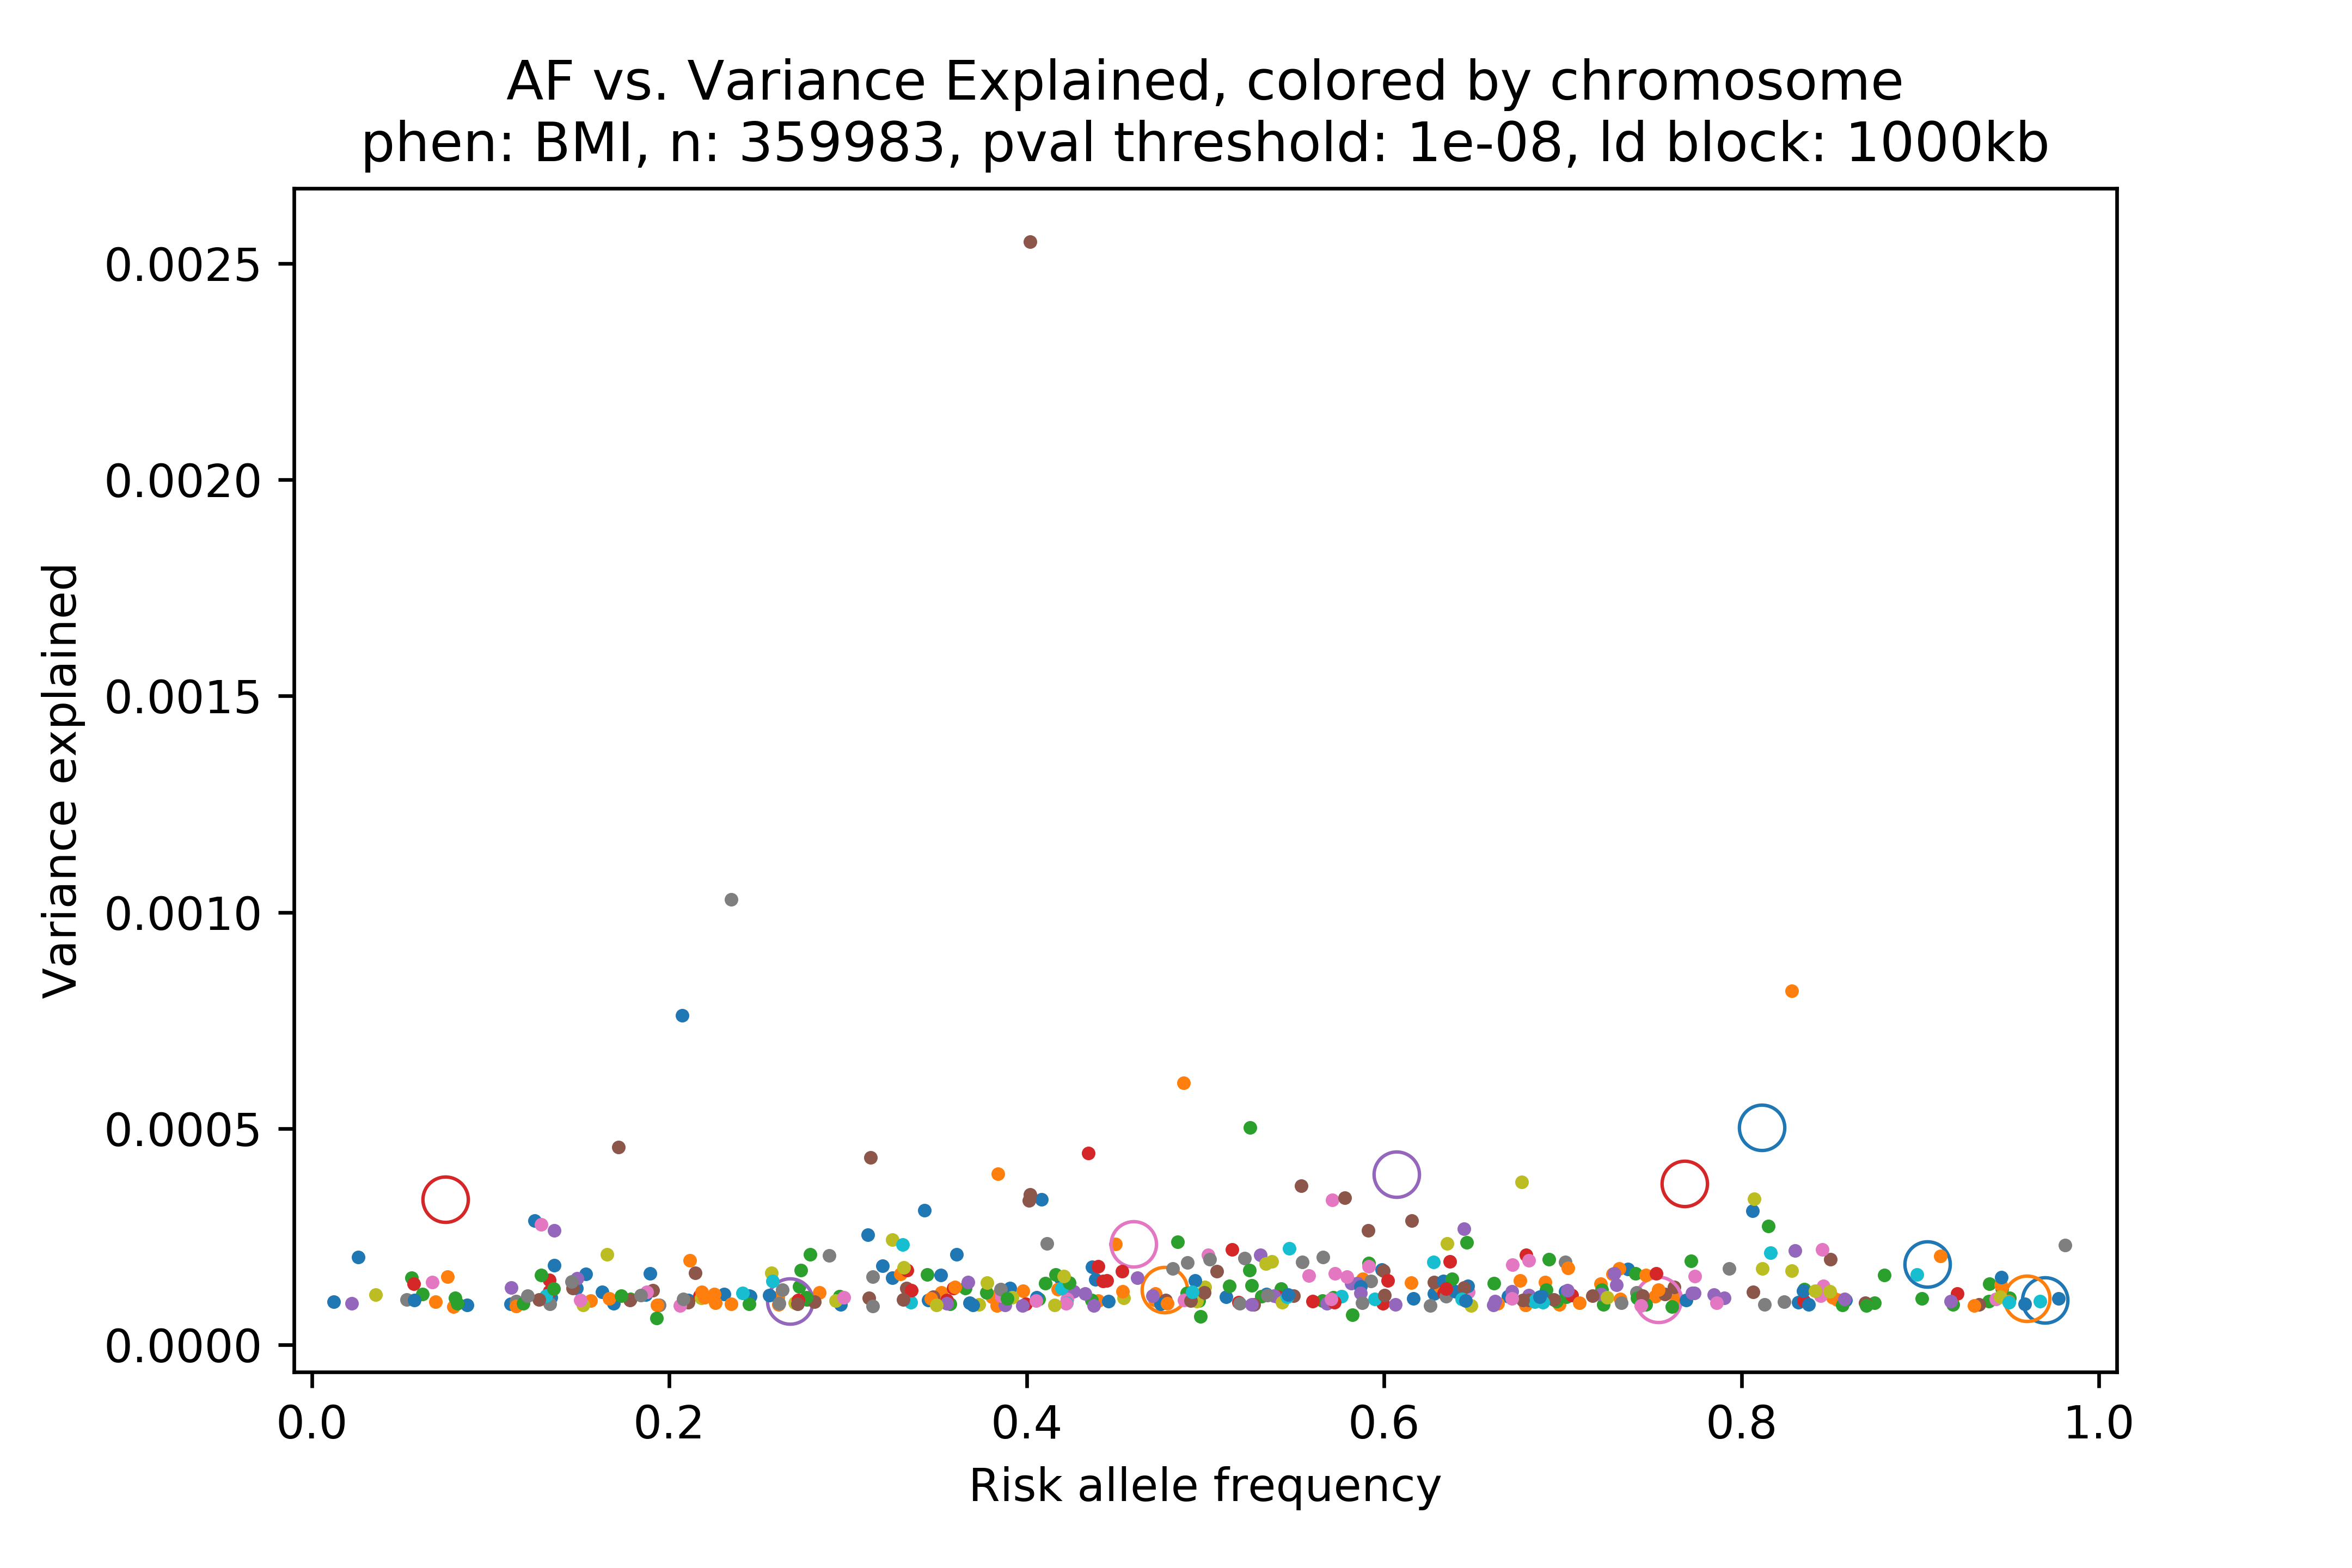 AF vs. Variance Explained, colored by chromosome
phen: BMI, n: 359983, pval threshold: 1e-08, ld block: 1000kb
Variance explained
0.0025
0.0020
0.0015
0.0010
0.0005
0.0000
0.0 0.2 0.4 0.6 0.8 1.0
Risk allele frequency